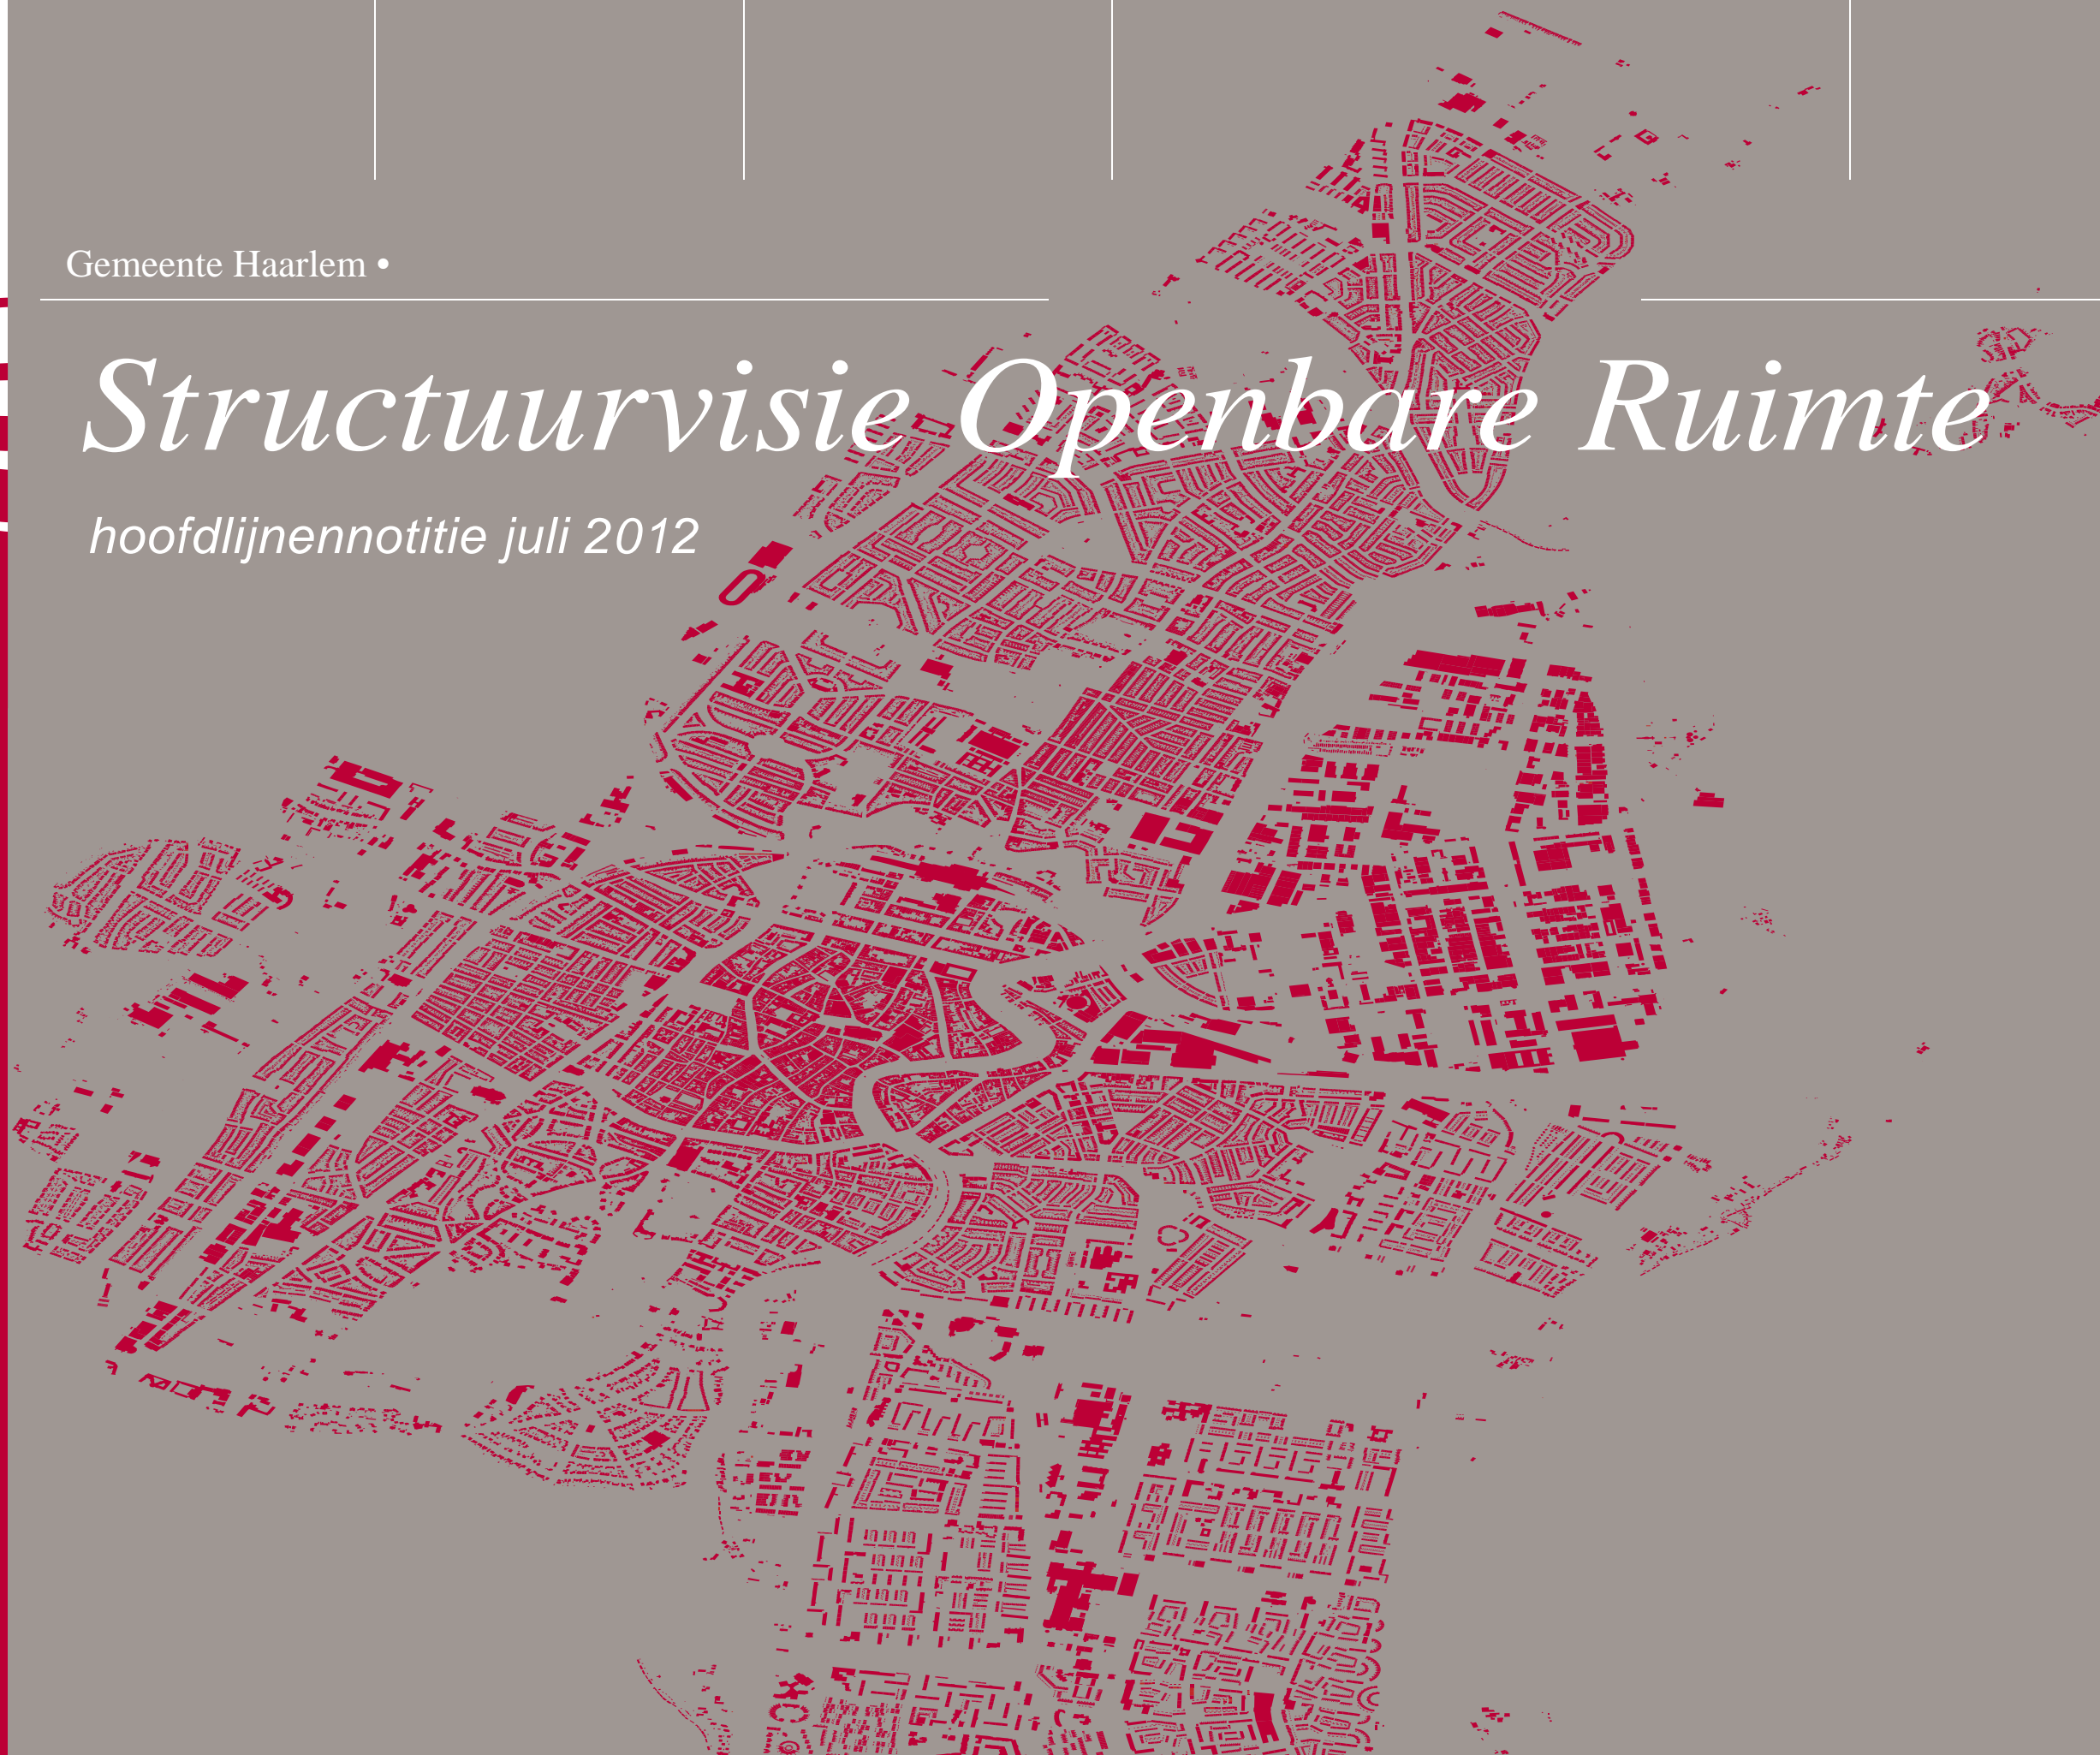 Gemeente Haarlem •
Structuurvisie Openbare Ruimte
hoofdlijnennotitie juli 2012